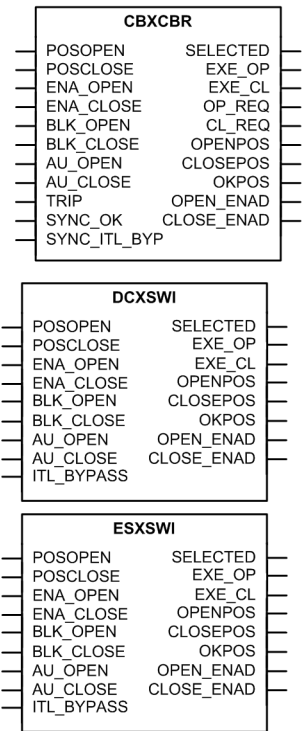 CBXCBR
POSOPEN SELECTED
POSCLOSE EXE_OP
ENA_OPEN EXE_CL
ENA_CLOSE OP_REQ
BLK_OPEN CL_REQ
BLK_CLOSE OPENPOS
AU_OPEN CLOSEPOS
AU_CLOSE OKPOS
TRIP OPEN_ENAD
SYNC_OK CLOSE_ENAD
SYNC_ITL_BYP
DCXSWI
POSOPEN SELECTED
POSCLOSE EXE_OP
ENA_OPEN EXE_CL
ENA_CLOSE OPENPOS
BLK_OPEN CLOSEPOS
BLK_CLOSE OKPOS
AU_OPEN OPEN_ENAD
AU_CLOSE CLOSE_ENAD
ITL_BYPASS
ESXSWI
POSOPEN SELECTED
POSCLOSE EXE_OP
ENA_OPEN EXE_CL
ENA_CLOSE OPENPOS
BLK_OPEN CLOSEPOS
BLK_CLOSE OKPOS
AU_OPEN OPEN_ENAD
AU_CLOSE CLOSE_ENAD
ITL_BYPASS